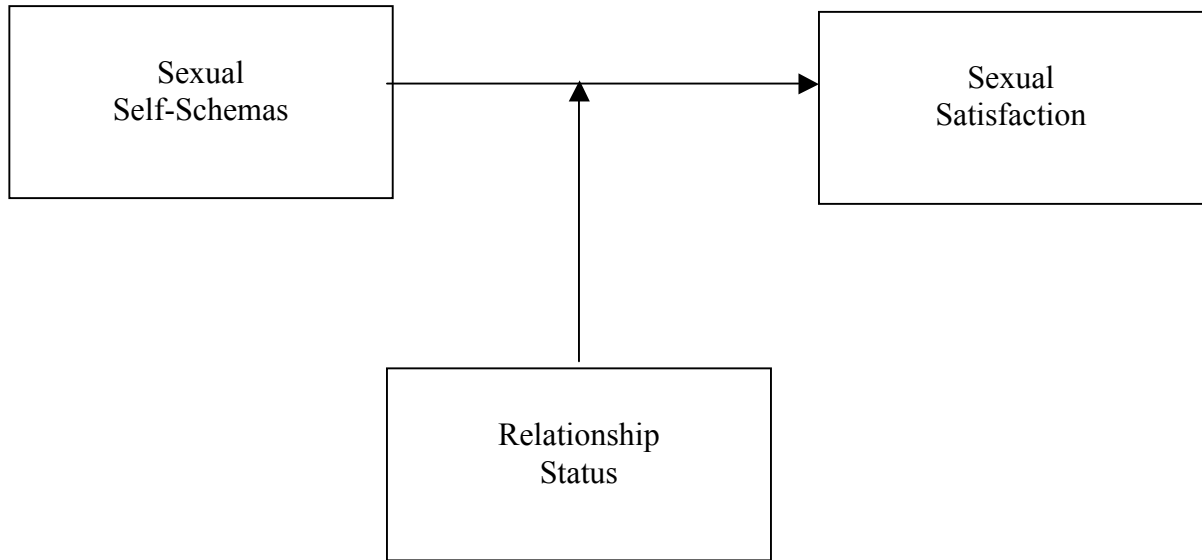 Sexual
Self-Schemas
Sexual
Satisfaction
Relationship
Status